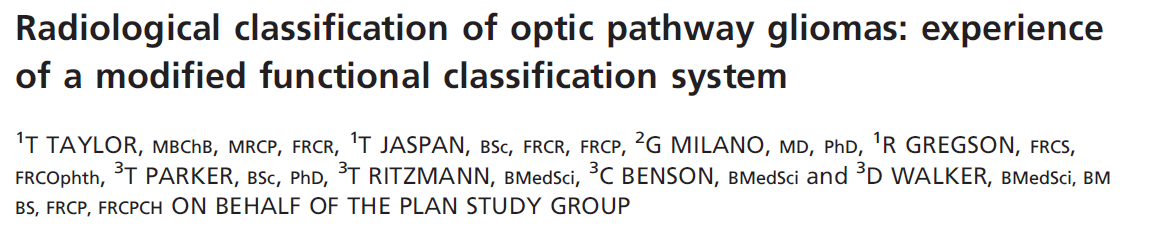 Radiological classification of optic pathway gliomas: experience
of a modified functional classification system
¹T TAYLOR, MBChB, MRCP, FRCR, ¹T JASPAN, BSc, FRCR, FRCP, ²G MILANO, MD, PhD, ¹R GREGSON, FRCS,
FRCOphth, ³T PARKER, BSc, PhD, ³T RITZMANN, BMedSci, ³C BENSON, BMedSci and ³D WALKER, BMedSci, BM
BS, FRCP, FRCPCH ON BEHALF OF THE PLAN STUDY GROUP